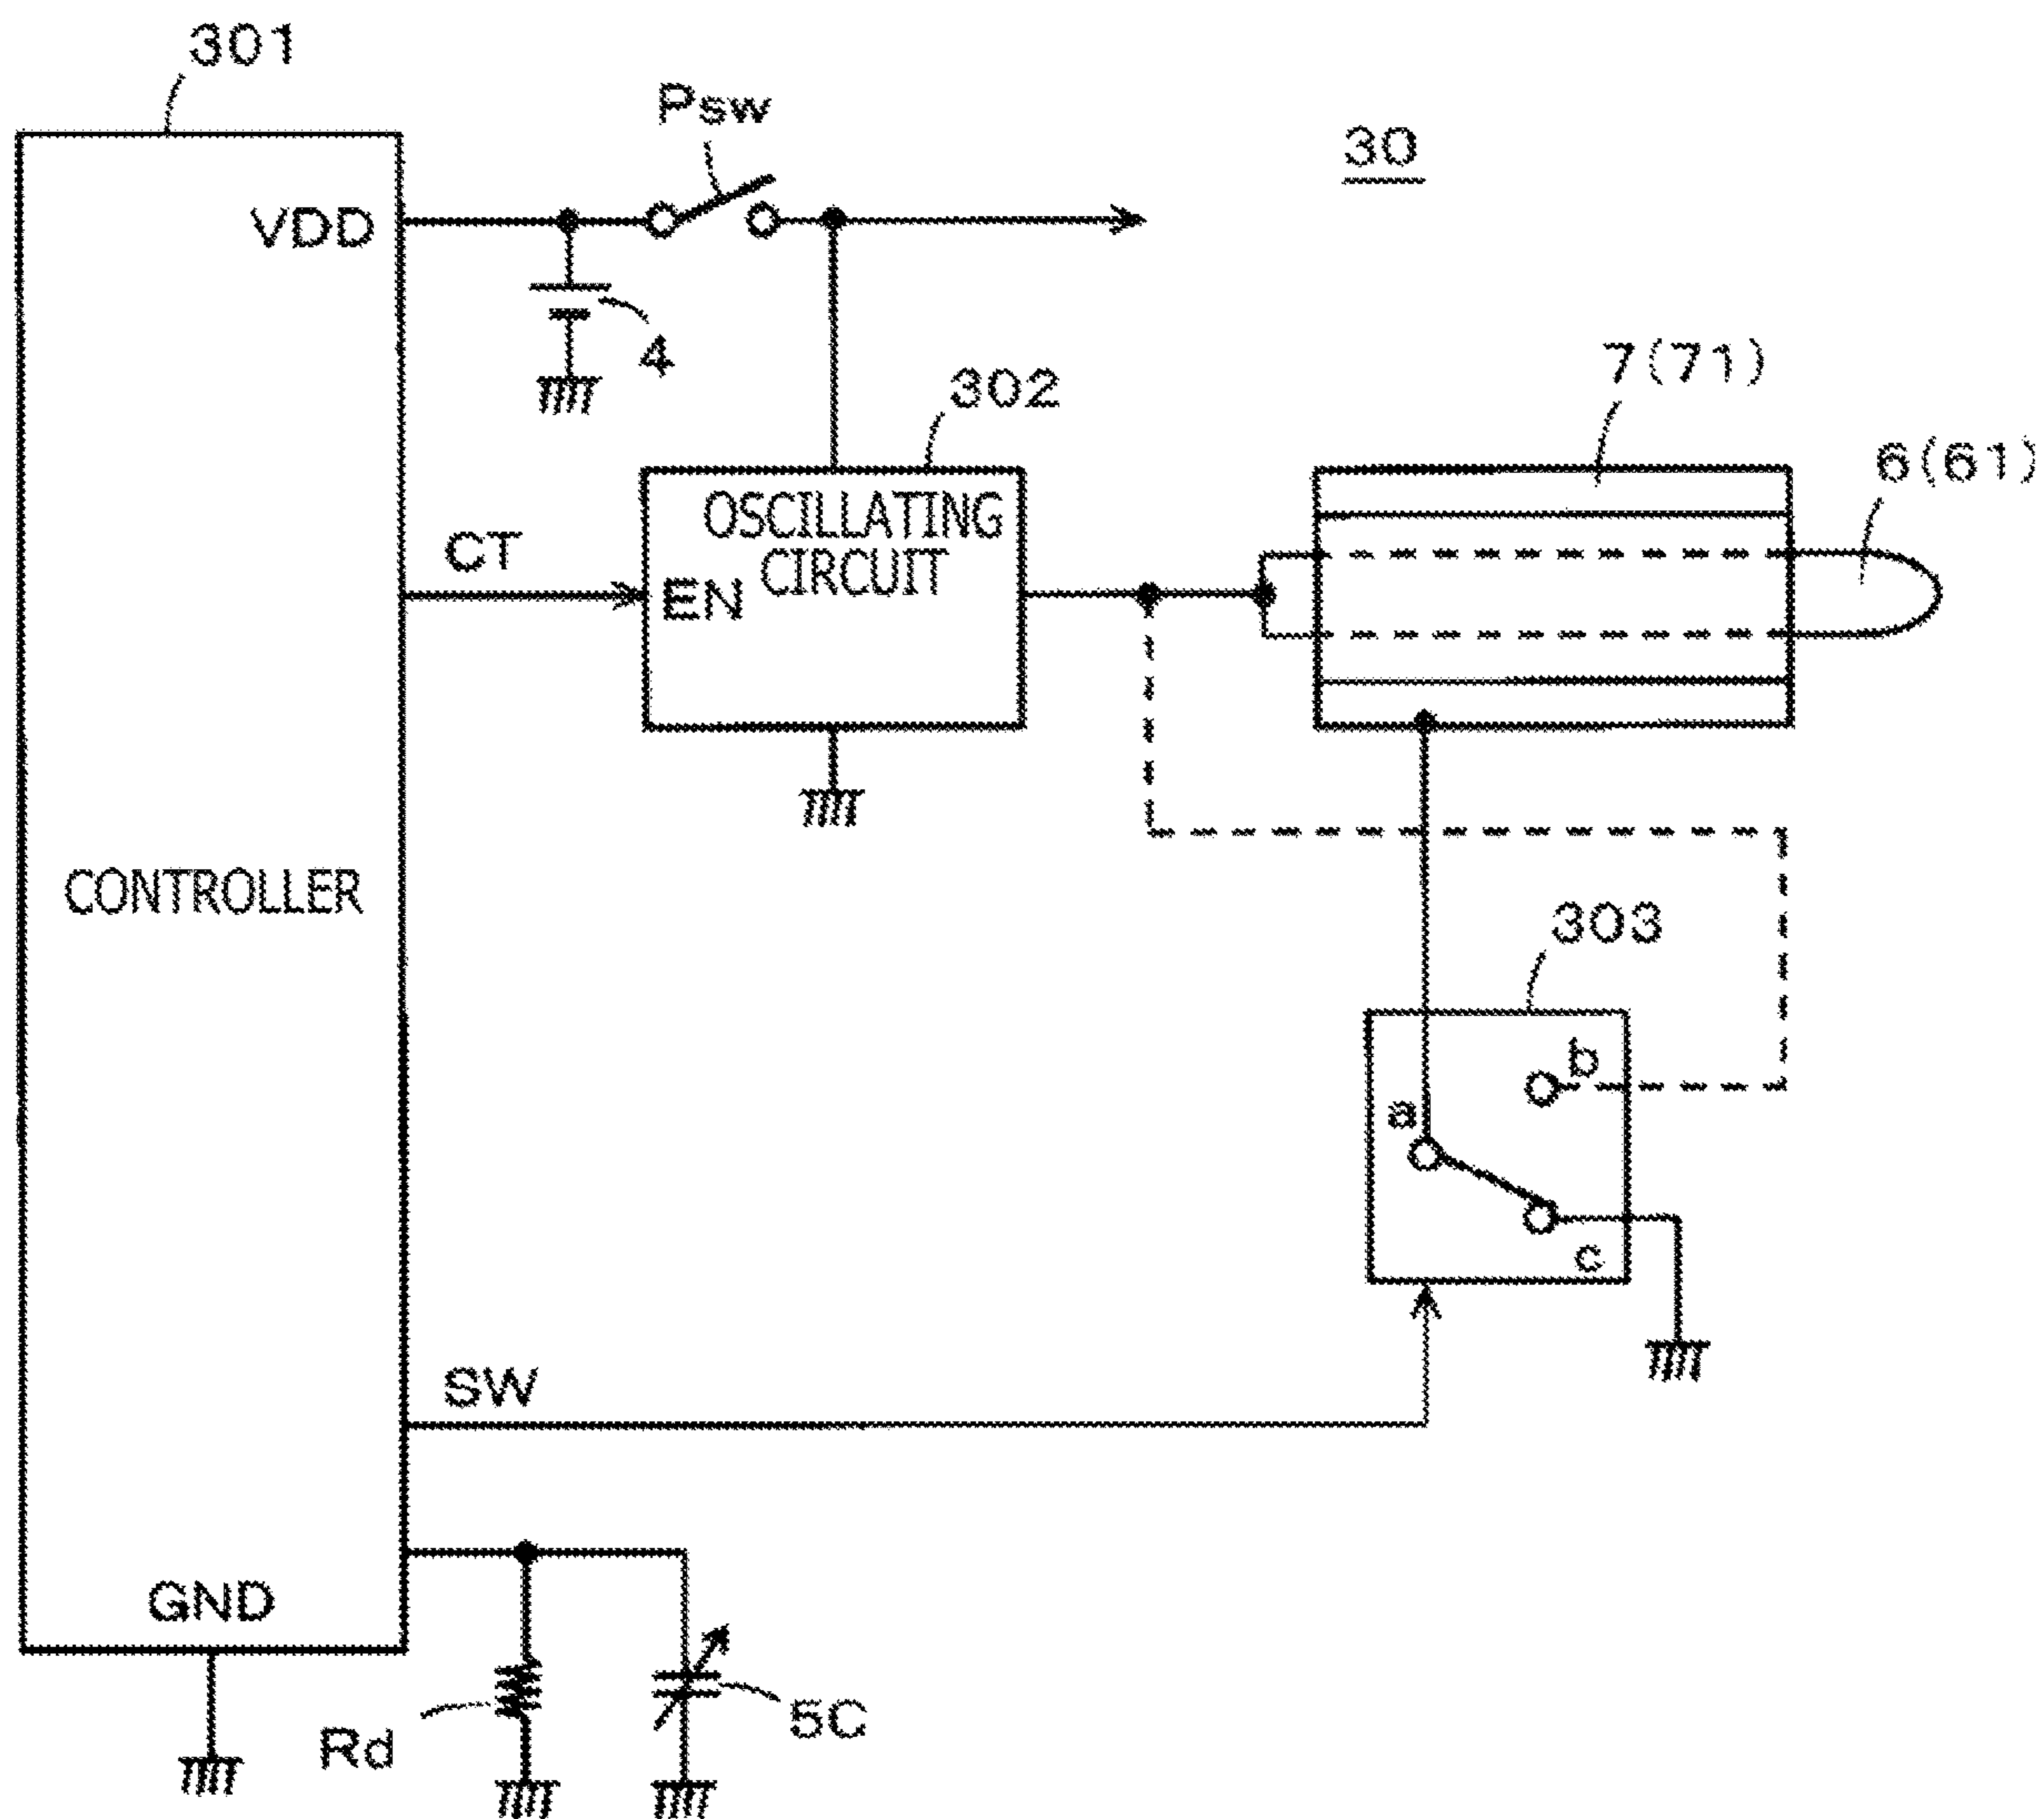 301
Psw
30
VDD
4
7(71)
302
6(61)
OSCILLATING
CIRCUIT
CT
EN
CONTROLLER
303
b
a
c
SW
GND
Rd
5C